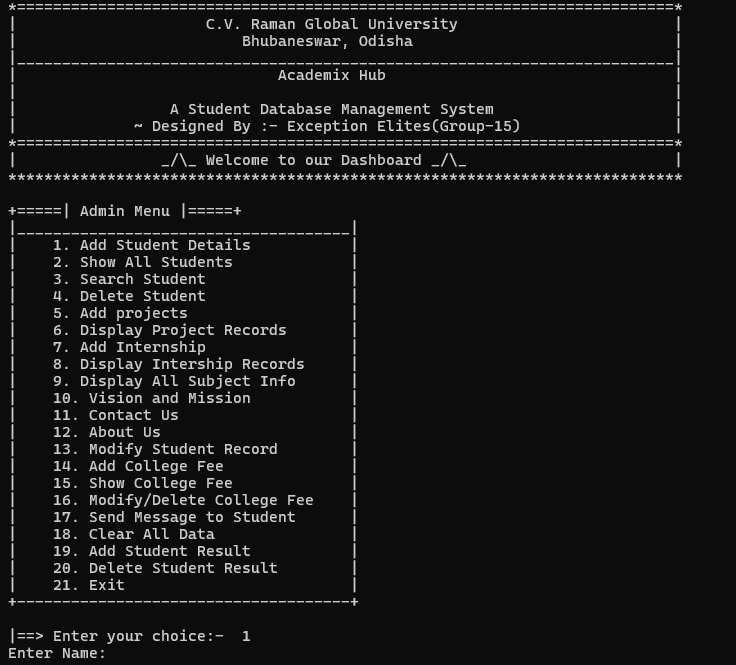 *=========================================================================*
|                     C.V. Raman Global University                        |
|                         Bhubaneswar, Odisha                             |
|_________________________________________________________________________|
|                             Academix Hub                                |
|                                                                         |
|                 A Student Database Management System                    |
|             ~ Designed By :- Exception Elites(Group-15)                 |
*=========================================================================*
|                _/\_ Welcome to our Dashboard _/\_                       |
***************************************************************************

+=====| Admin Menu |=====+
|_____________________________________|
|    1. Add Student Details           |
|    2. Show All Students             |
|    3. Search Student                |
|    4. Delete Student                |
|    5. Add projects                  |
|    6. Display Project Records       |
|    7. Add Internship                |
|    8. Display Intership Records     |
|    9. Display All Subject Info      |
|    10. Vision and Mission           |
|    11. Contact Us                   |
|    12. About Us                     |
|    13. Modify Student Record        |
|    14. Add College Fee              |
|    15. Show College Fee             |
|    16. Modify/Delete College Fee    |
|    17. Send Message to Student      |
|    18. Clear All Data               |
|    19. Add Student Result           |
|    20. Delete Student Result        |
|    21. Exit                         |
+-------------------------------------+

|==> Enter your choice:-  1
Enter Name: